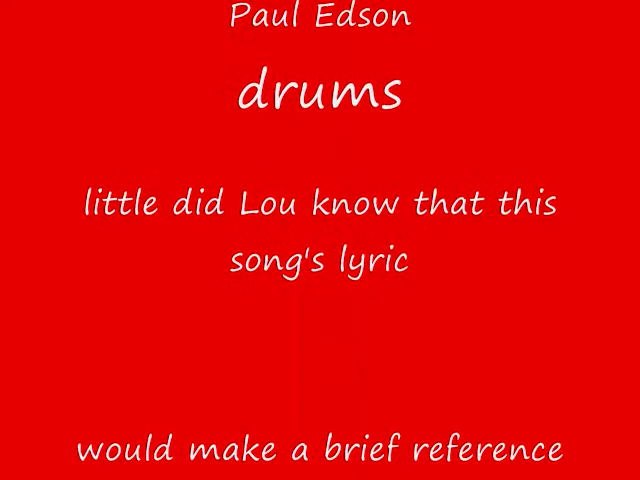 Paul Edson
drums
little did Lou know that this
song's lyric
would make a brief reference